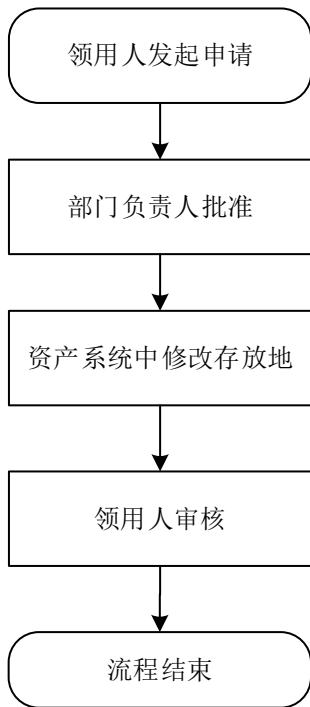 领用人发起申请
部门负责人批准
资产系统中修改存放地
领用人审核
流程结束